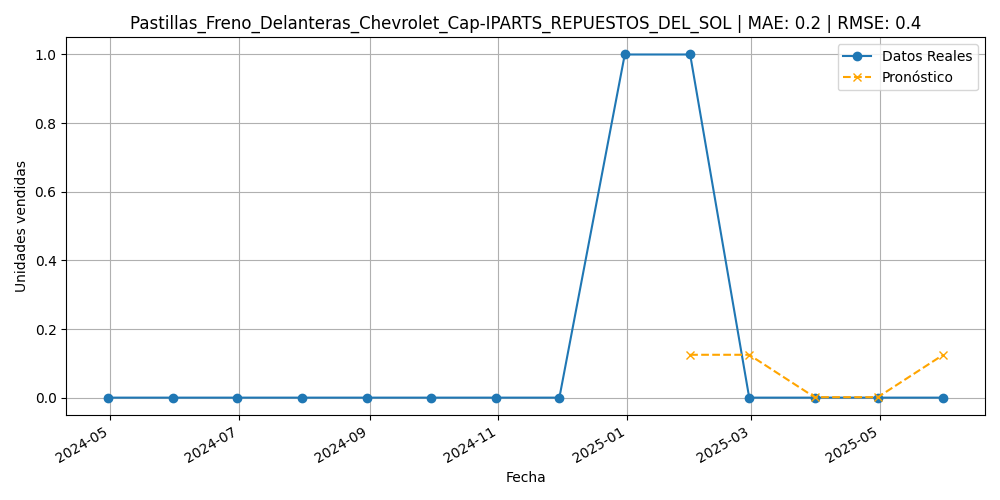 Pastillas_Freno_Delanteras_Chevrolet_Cap-IPARTS_REPUESTOS_DEL_SOL | MAE: 0.2 | RMSE: 0.4
Datos Reales
Pronóstico
Unidades vendidas
1.0
0.8
0.6
0.4
0.2
0.0
2024-05
2024-07
2024-09
2024-11
2025-01
2025-03
2025-05
Fecha